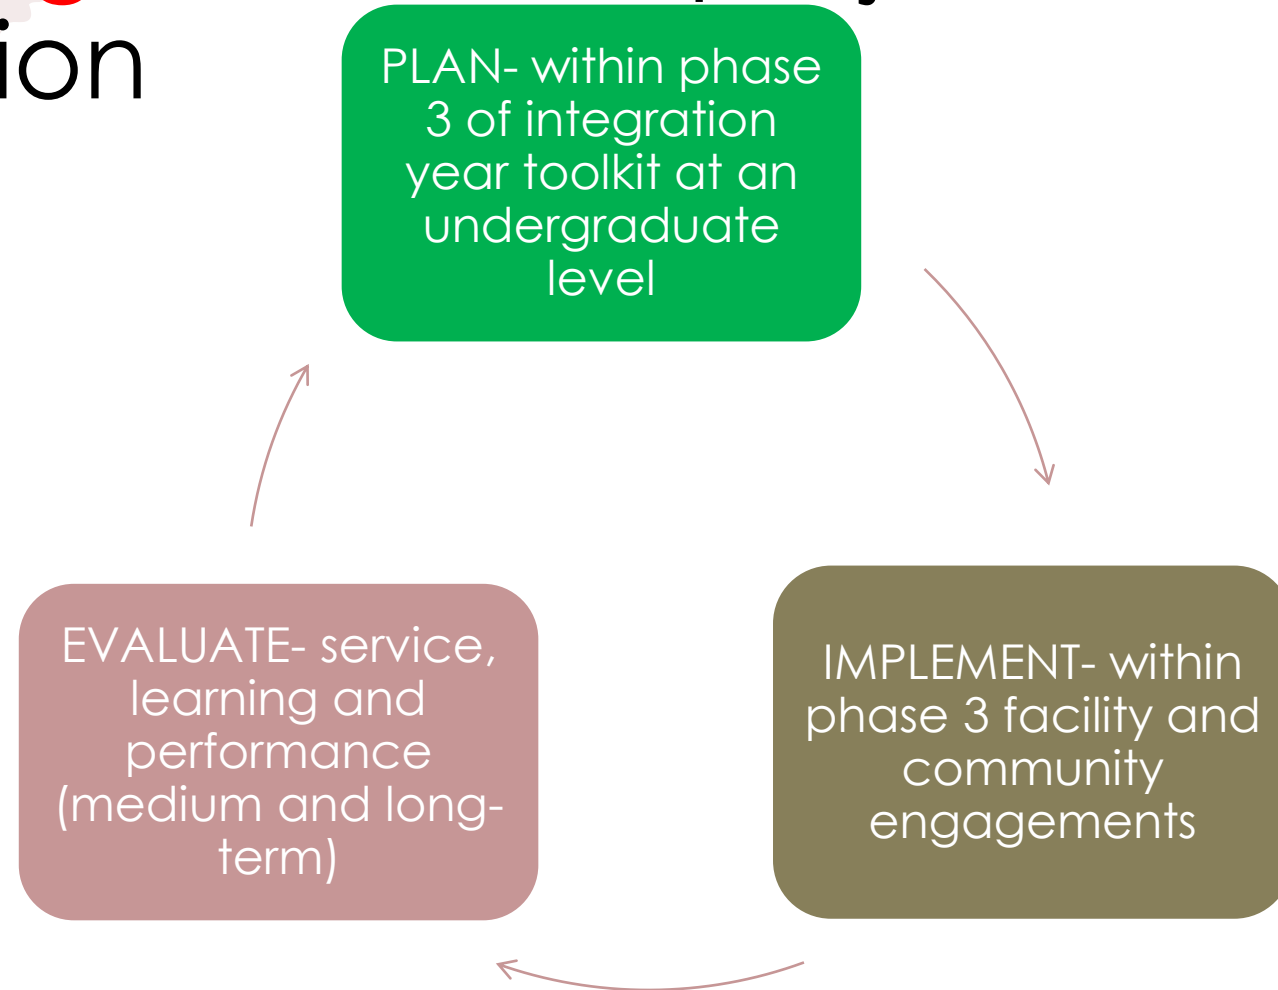 ion
PLAN- within phase
3 of integration
year toolkit at an
undergraduate
level
IMPLEMENT- within
phase 3 facility and
community
engagements
EVALUATE- service,
learning and
performance
(medium and long-
term)